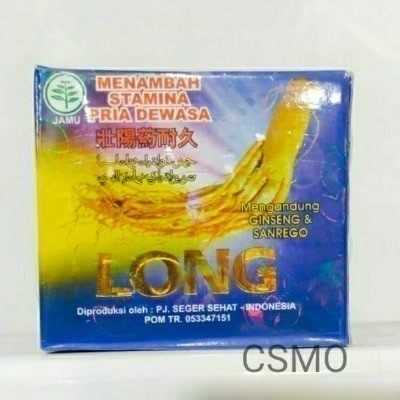 JAMU
MENAMBAH
STAMINA
PRIA DEWASA
壯陽药耐久
Mengandung
GINSENG &
SANREGO
LONG
Diproduksi oleh : PJ. SEGER SEHAT - INDONESIA
POM TR. 053347151
CSMO